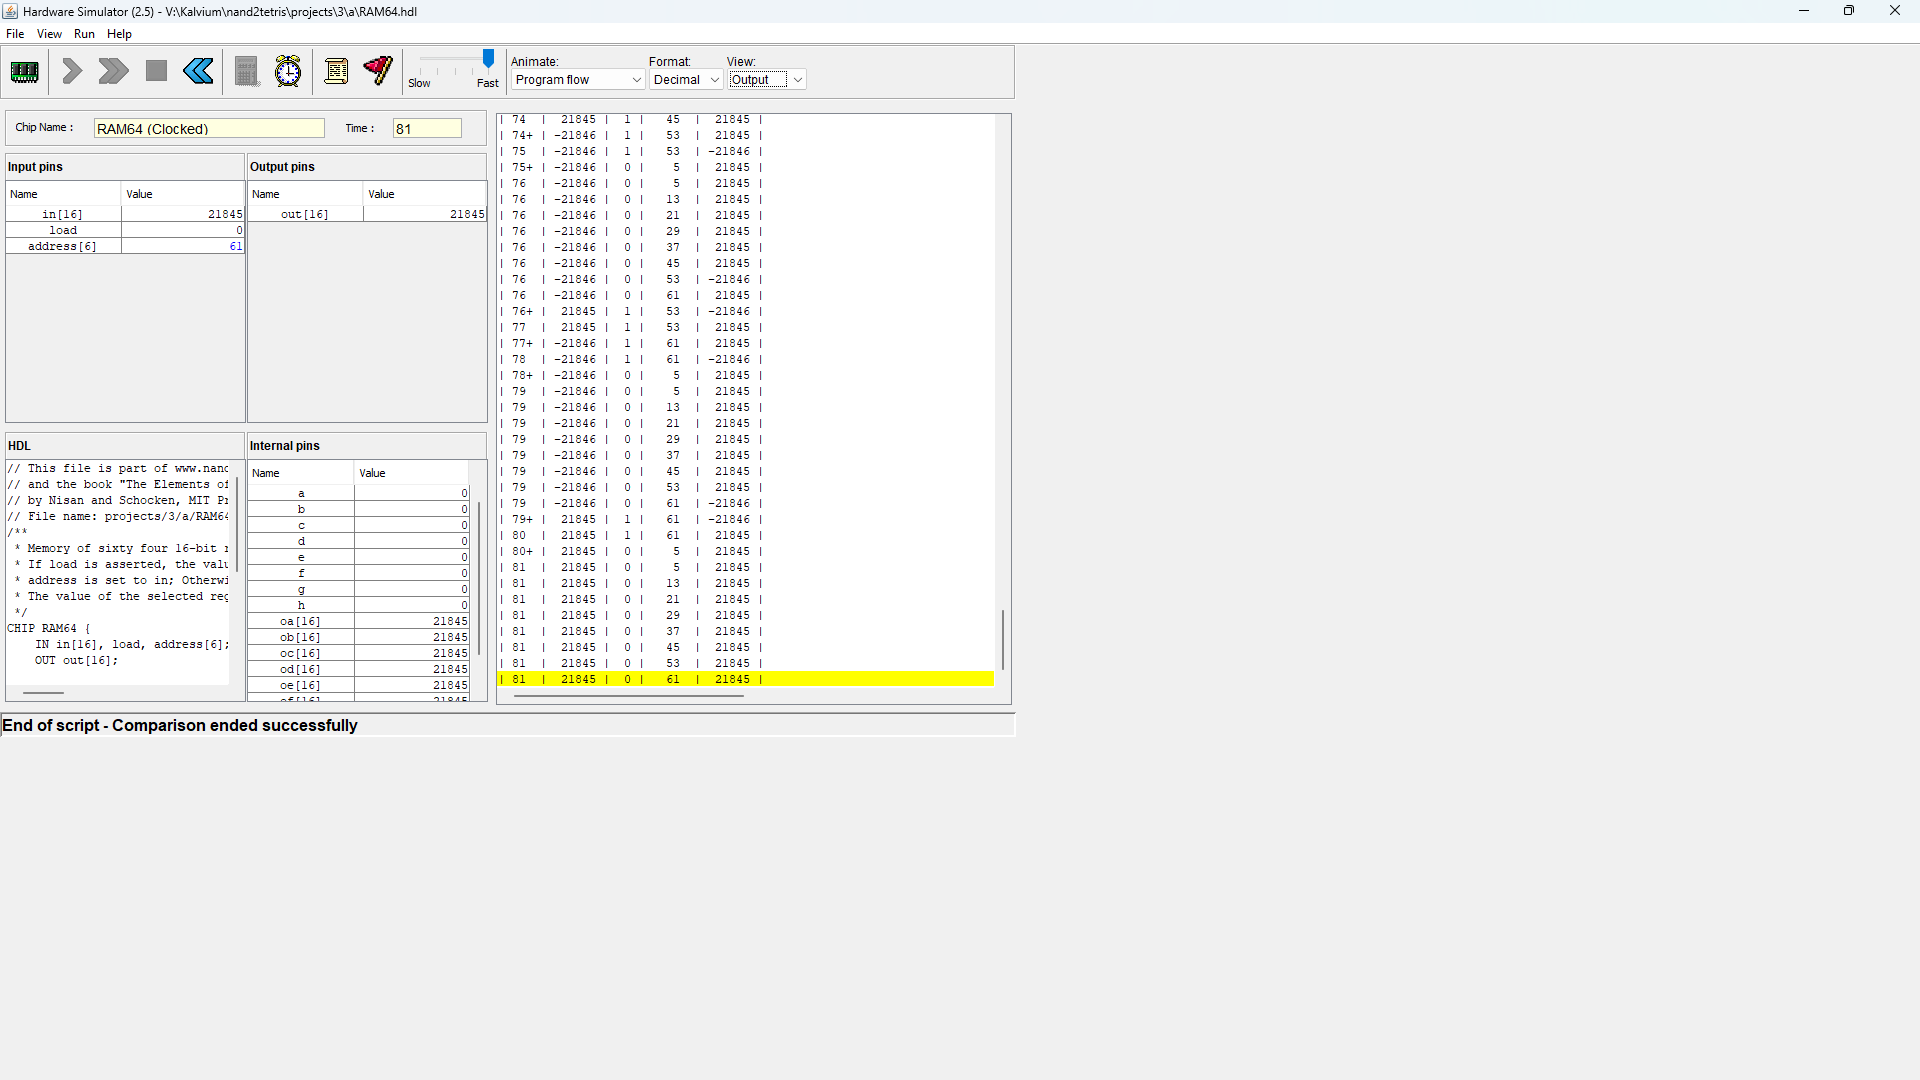 Hardware Simulator (2.5) - V:\Kalvium\nand2tetris\projects\3\a\RAM64.hdl
File View Run Help
Slow Fast
Animate:
Program flow
Format:
Decimal
View:
Output
Chip Name : RAM64 (Clocked) Time : 81
Input pins
Name Value
in[16] 21845
load 0
address[6] 61
Output pins
Name Value
out[16] 21845
HDL
// This file is part of www.nand
// and the book "The Elements of
// by Nisan and Schocken, MIT Pr
// File name: projects/3/a/RAM64
/**
* Memory of sixty four 16-bit r
* If load is asserted, the valu
* address is set to in; Otherwi
* The value of the selected reg
*/
CHIP RAM64 {
IN in[16], load, address[6];
OUT out[16];
Internal pins
Name Value
a 0
b 0
c 0
d 0
e 0
f 0
g 0
h 0
oa[16] 21845
ob[16] 21845
oc[16] 21845
od[16] 21845
oe[16] 21845
of[16] 21845
| 74 | 21845 | 1 | 45 | 21845 |
| 74+ | -21846 | 1 | 53 | 21845 |
| 75 | -21846 | 1 | 53 | -21846 |
| 75+ | -21846 | 0 | 5 | 21845 |
| 76 | -21846 | 0 | 5 | 21845 |
| 76 | -21846 | 0 | 13 | 21845 |
| 76 | -21846 | 0 | 21 | 21845 |
| 76 | -21846 | 0 | 29 | 21845 |
| 76 | -21846 | 0 | 37 | 21845 |
| 76 | -21846 | 0 | 45 | 21845 |
| 76 | -21846 | 0 | 53 | -21846 |
| 76 | -21846 | 0 | 61 | 21845 |
| 76+ | 21845 | 1 | 53 | -21846 |
| 77 | 21845 | 1 | 53 | 21845 |
| 77+ | -21846 | 1 | 61 | 21845 |
| 78 | -21846 | 1 | 61 | -21846 |
| 78+ | -21846 | 0 | 5 | 21845 |
| 79 | -21846 | 0 | 5 | 21845 |
| 79 | -21846 | 0 | 13 | 21845 |
| 79 | -21846 | 0 | 21 | 21845 |
| 79 | -21846 | 0 | 29 | 21845 |
| 79 | -21846 | 0 | 37 | 21845 |
| 79 | -21846 | 0 | 45 | 21845 |
| 79 | -21846 | 0 | 53 | 21845 |
| 79 | -21846 | 0 | 61 | -21846 |
| 79+ | 21845 | 1 | 61 | -21846 |
| 80 | 21845 | 1 | 61 | 21845 |
| 80+ | 21845 | 0 | 5 | 21845 |
| 81 | 21845 | 0 | 5 | 21845 |
| 81 | 21845 | 0 | 13 | 21845 |
| 81 | 21845 | 0 | 21 | 21845 |
| 81 | 21845 | 0 | 29 | 21845 |
| 81 | 21845 | 0 | 37 | 21845 |
| 81 | 21845 | 0 | 45 | 21845 |
| 81 | 21845 | 0 | 53 | 21845 |
| 81 | 21845 | 0 | 61 | 21845 |
End of script - Comparison ended successfully